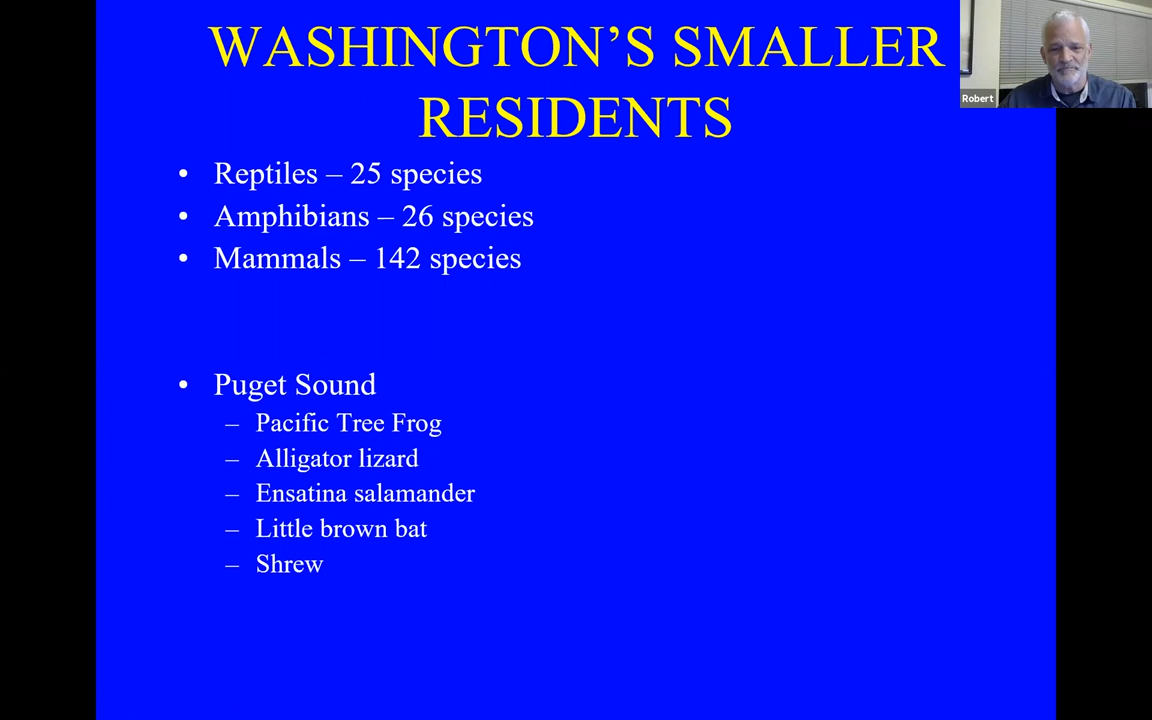 WASHINGTON’S SMALLER
RESIDENTS
Robert
• Reptiles – 25 species
• Amphibians – 26 species
• Mammals – 142 species
• Puget Sound
– Pacific Tree Frog
– Alligator lizard
– Ensatina salamander
– Little brown bat
– Shrew